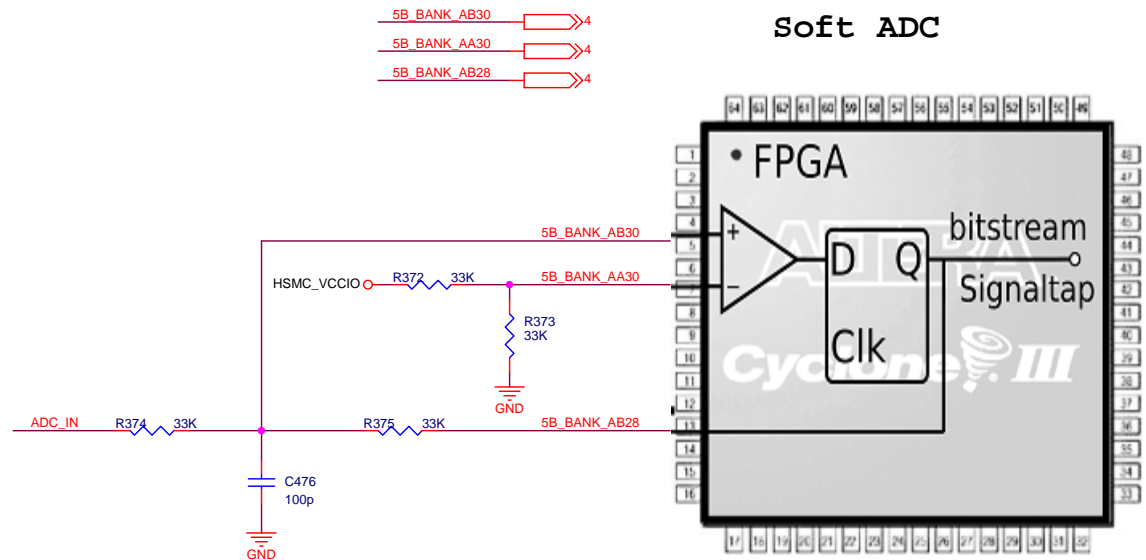 5B_BANK_AB30
4
Soft ADC
5B_BANK_AA30
4
5B_BANK_AB28
4
64 63 62 61 60 59 58 57 56 55 54 53 52 51 50 49
1
2
3
4
5
6
7
8
9
10
11
12
13
14
15
16
48
47
46
45
44
43
42
41
40
39
38
37
36
35
34
33
17 18 19 20 21 22 23 24 25 26 27 28 29 30 31 32
FPGA
ALTERA
5B_BANK_AB30
+
D Q
bitstream
HSMC_VCCIO
R372 33K
5B_BANK_AA30
−
Signaltap
R373
33K
Clk
Cyclone III
GND
ADC_IN
R374 33K
R375 33K
5B_BANK_AB28
C476
100p
GND